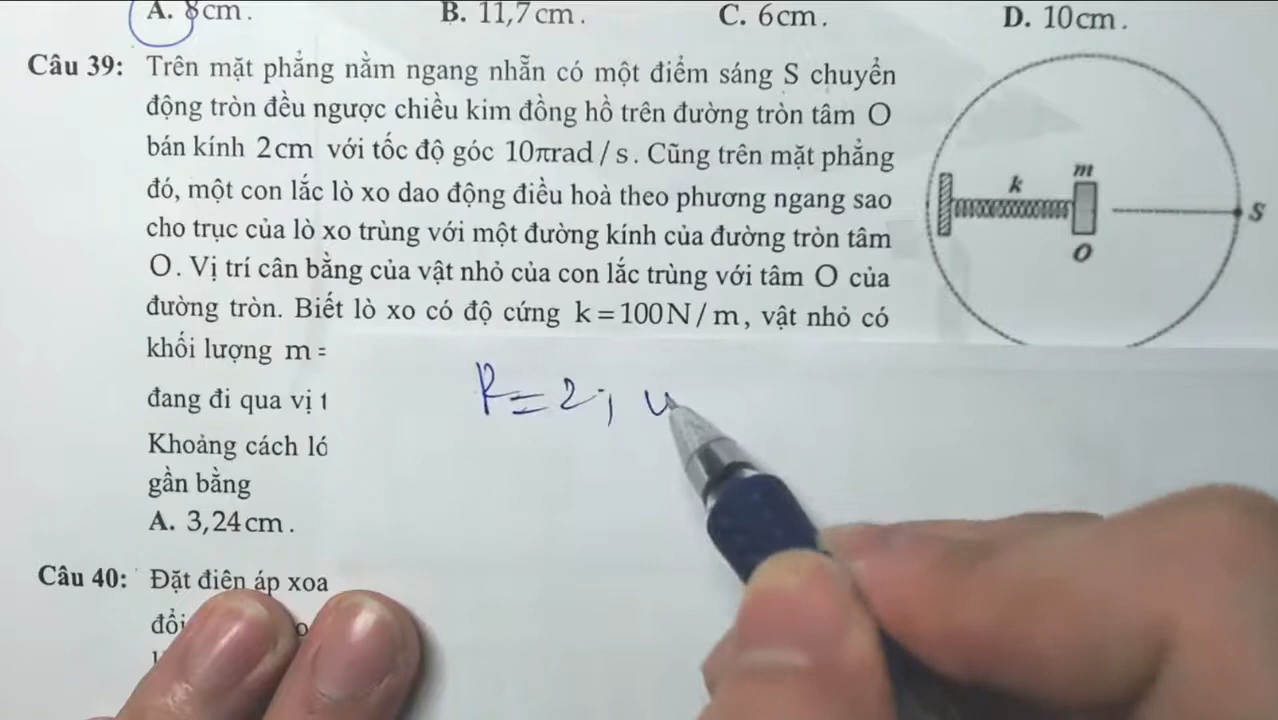 A. 8cm. B. 11,7cm. C. 6cm. D. 10cm.
Câu 39: Trên mặt phẳng nằm ngang nhẵn có một điểm sáng S chuyển
động tròn đều ngược chiều kim đồng hồ trên đường tròn tâm O
bán kính 2cm với tốc độ góc 10πrad/s. Cũng trên mặt phẳng
đó, một con lắc lò xo dao động điều hoà theo phương ngang sao
cho trục của lò xo trùng với một đường kính của đường tròn tâm
O. Vị trí cân bằng của vật nhỏ của con lắc trùng với tâm O của
đường tròn. Biết lò xo có độ cứng k=100N/m, vật nhỏ có
khối lượng m =
đang đi qua vị t
Khoảng cách ló
gần bằng
A. 3,24cm.
m
k
S
O
R=2;
Câu 40: Đặt điện áp xoa
đổi